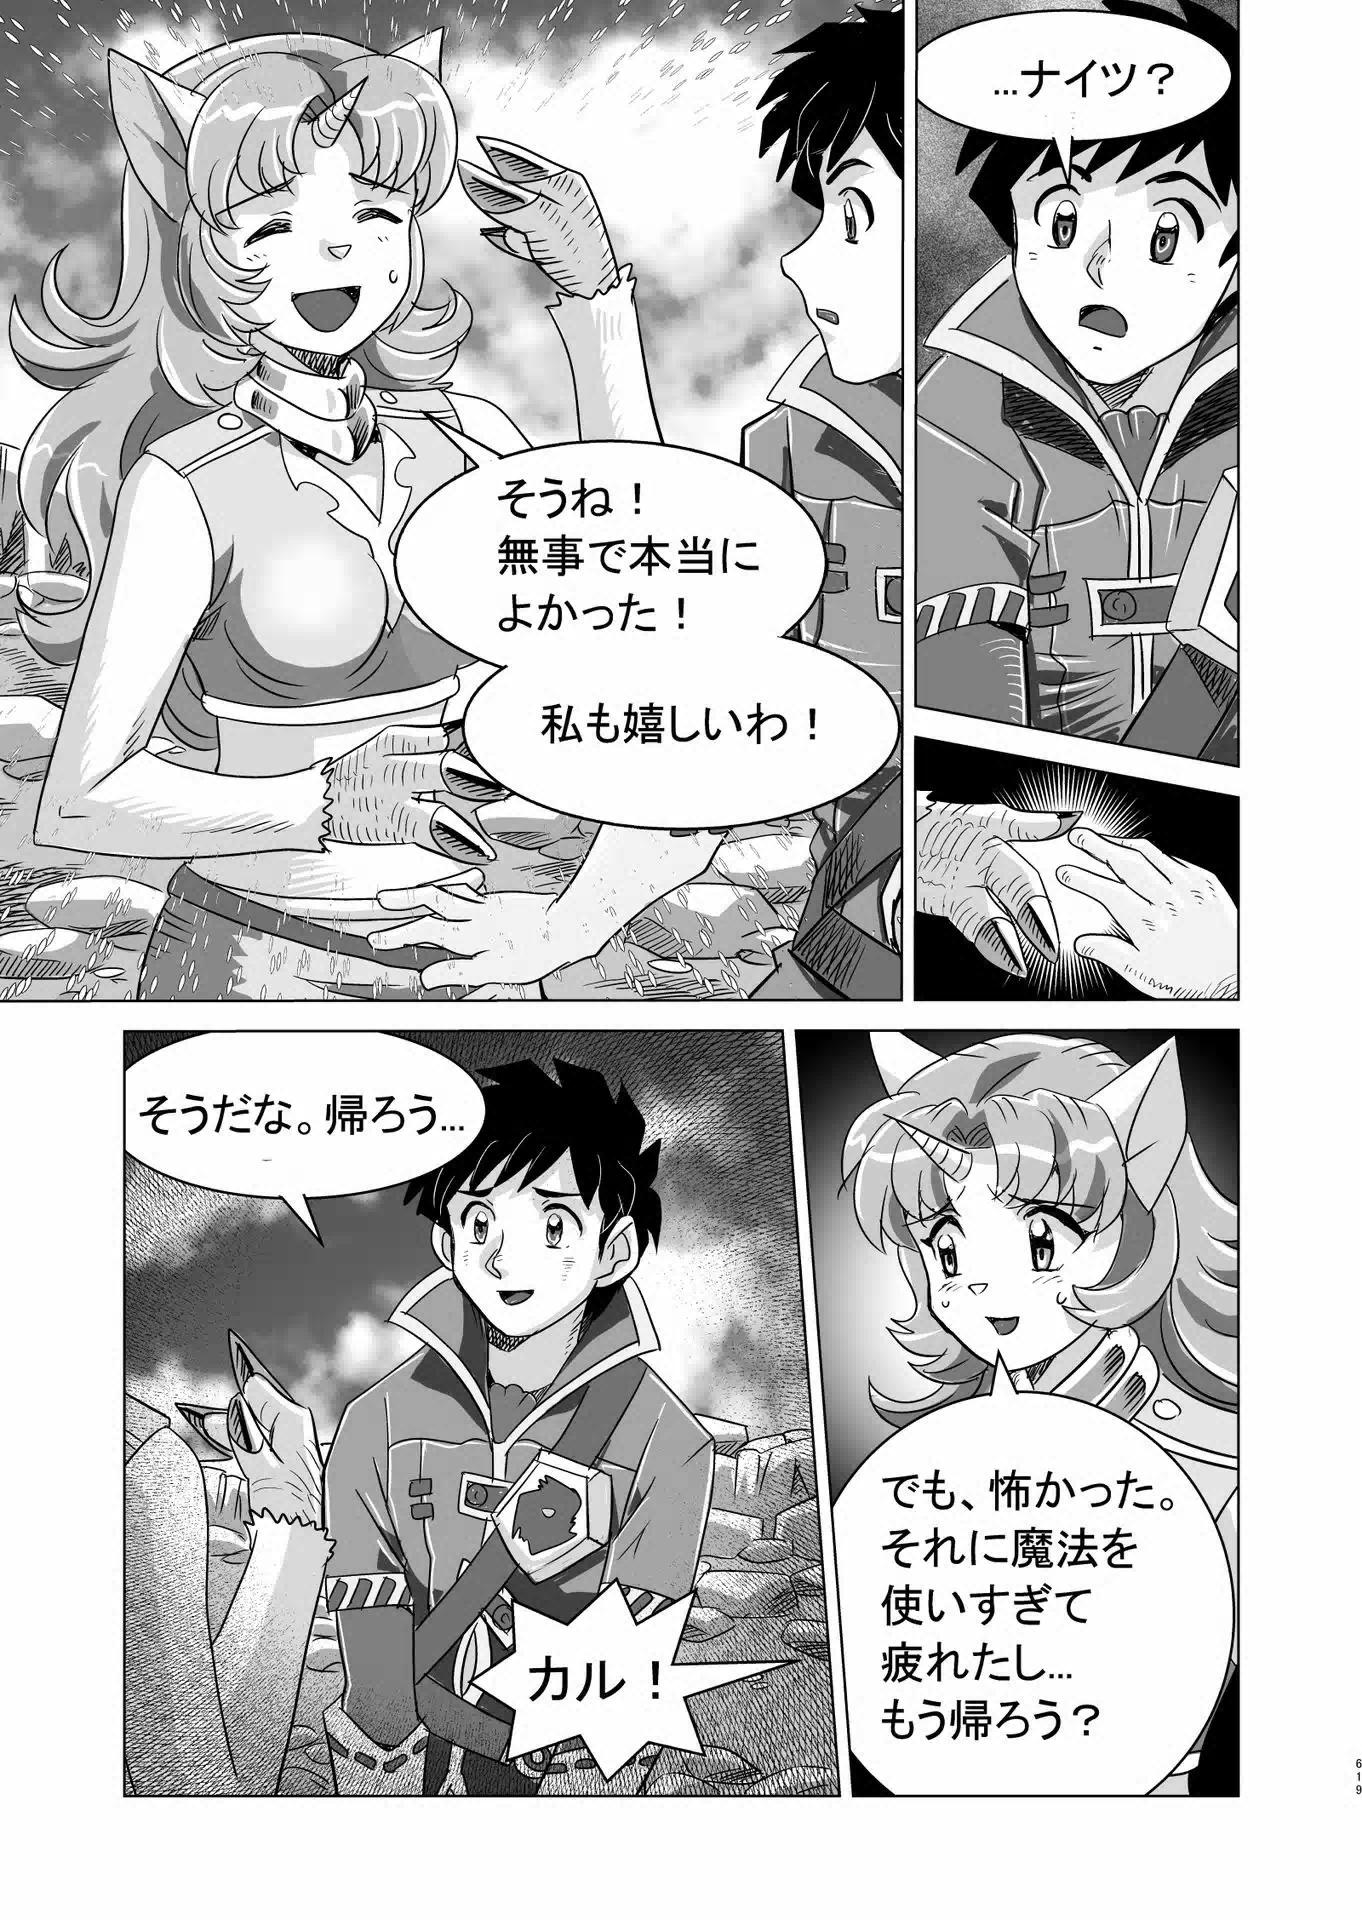 …ナイツ？
そうね！
無事で本当に
よかった！
私も嬉しいわ！
でも、怖かった。
それに魔法を
使いすぎて
疲れたし…
もう帰ろう？
そうだな。帰ろう…
カル！
619